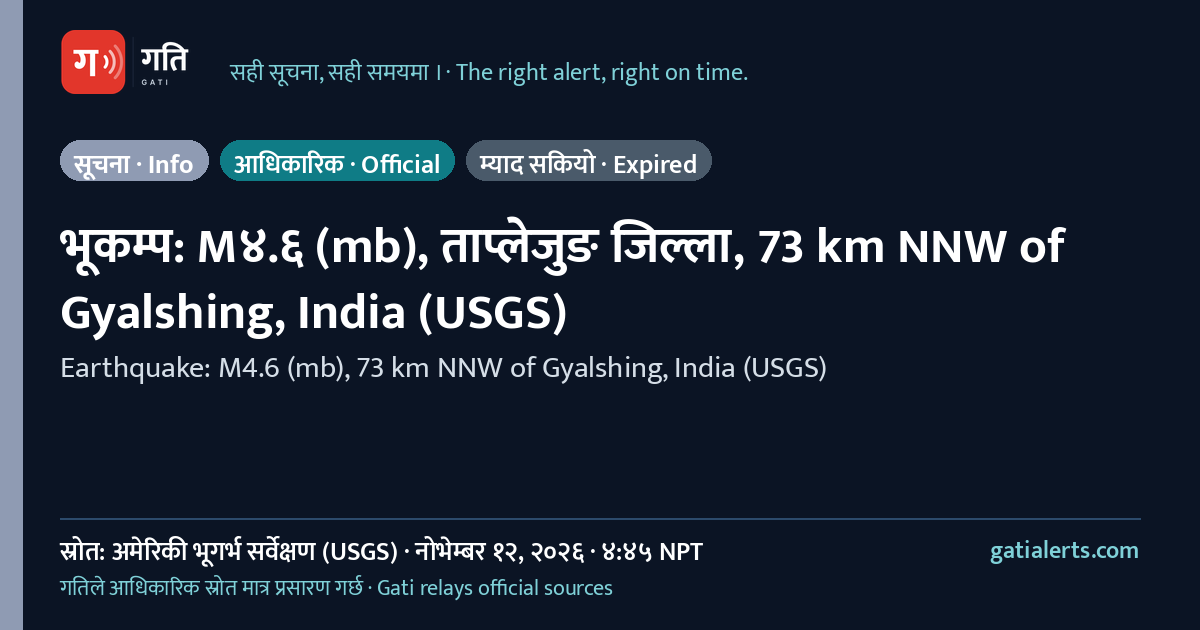 ग गति
GATI
सही सूचना, सही समयमा । · The right alert, right on time.
सूचना · Info
आधिकारिक · Official
म्याद सकियो · Expired
भूकम्प: M४.६ (mb), ताप्लेजुङ जिल्ला, 73 km NNW of
Gyalshing, India (USGS)
Earthquake: M4.6 (mb), 73 km NNW of Gyalshing, India (USGS)
स्रोत: अमेरिकी भूगर्भ सर्वेक्षण (USGS) · नोभेम्बर १२, २०२६ · ४:४५ NPT
gatialerts.com
गतिले आधिकारिक स्रोत मात्र प्रसारण गर्छ · Gati relays official sources